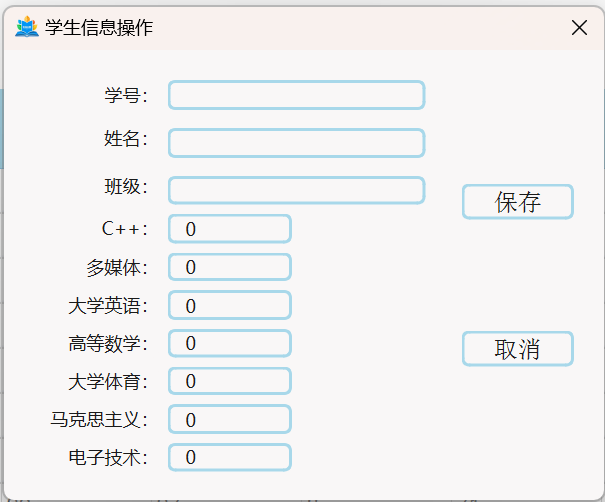 学生信息操作
学号：
姓名：
班级：
保存
C++： 0
多媒体： 0
大学英语： 0
高等数学： 0
取消
大学体育： 0
马克思主义： 0
电子技术： 0